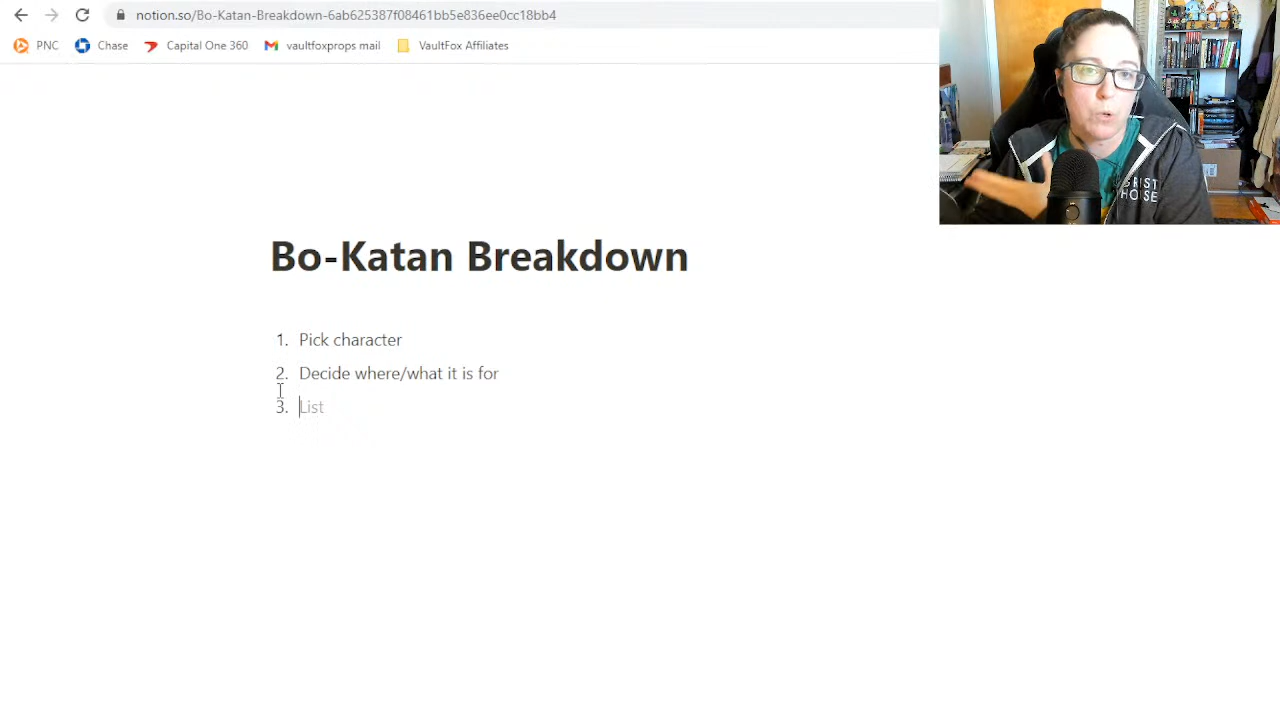 notion.so/Bo-Katan-Breakdown-6ab625387f08461bb5e836ee0cc18bb4
PNC Chase Capital One 360 vaultfoxprops mail VaultFox Affiliates
Bo-Katan Breakdown
1. Pick character
2. Decide where/what it is for
3. List